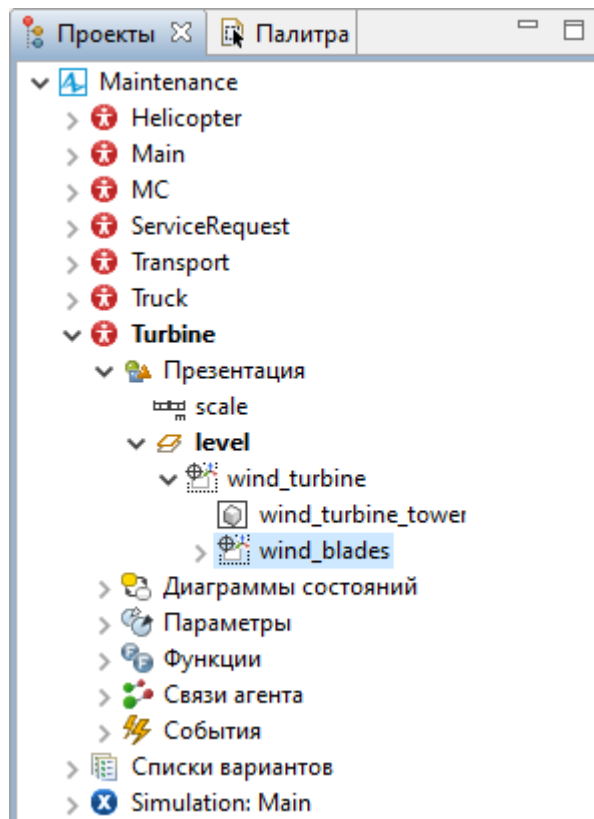 Проекты Палитра
Maintenance
Helicopter
Main
MC
ServiceRequest
Transport
Truck
Turbine
Презентация
scale
level
wind_turbine
wind_turbine_tower
wind_blades
Диаграммы состояний
Параметры
Функции
Связи агента
События
Списки вариантов
Simulation: Main